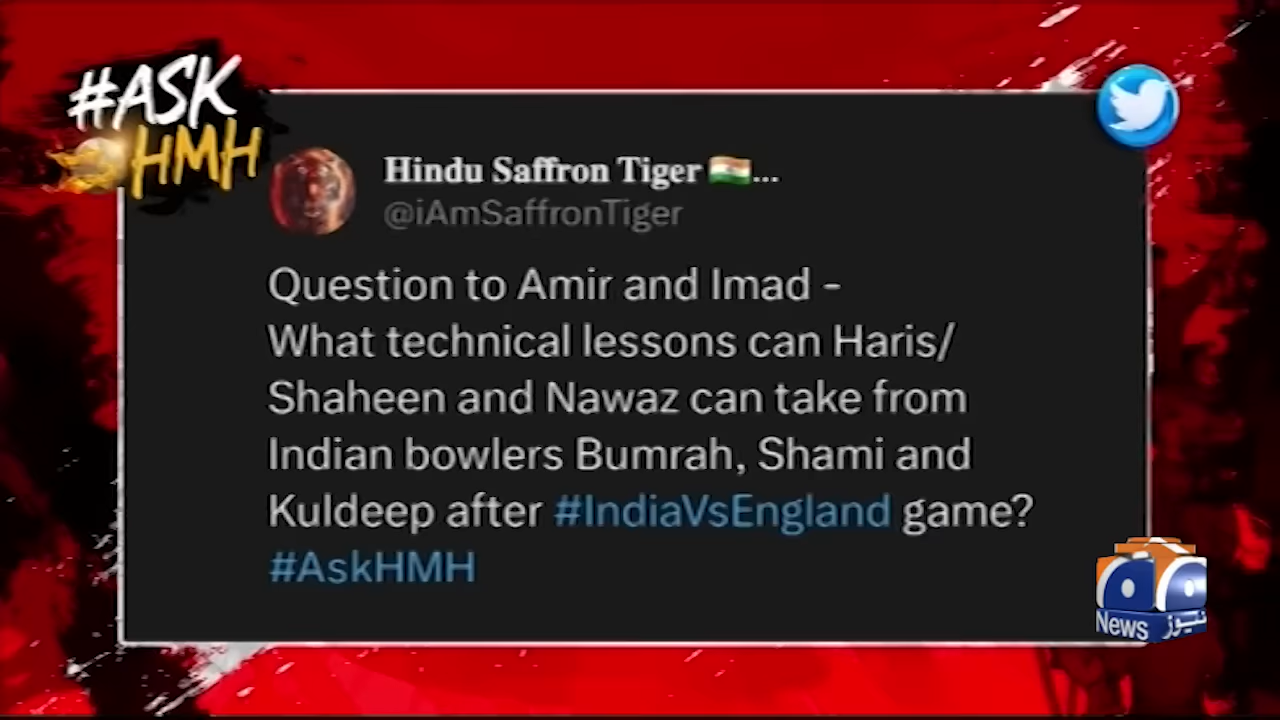 #ASK
HMH
Hindu Saffron Tiger 🇮🇳...
@iAmSaffronTiger
Question to Amir and Imad -
What technical lessons can Haris/
Shaheen and Nawaz can take from
Indian bowlers Bumrah, Shami and
Kuldeep after #IndiaVsEngland game?
#AskHMH
News نیوز